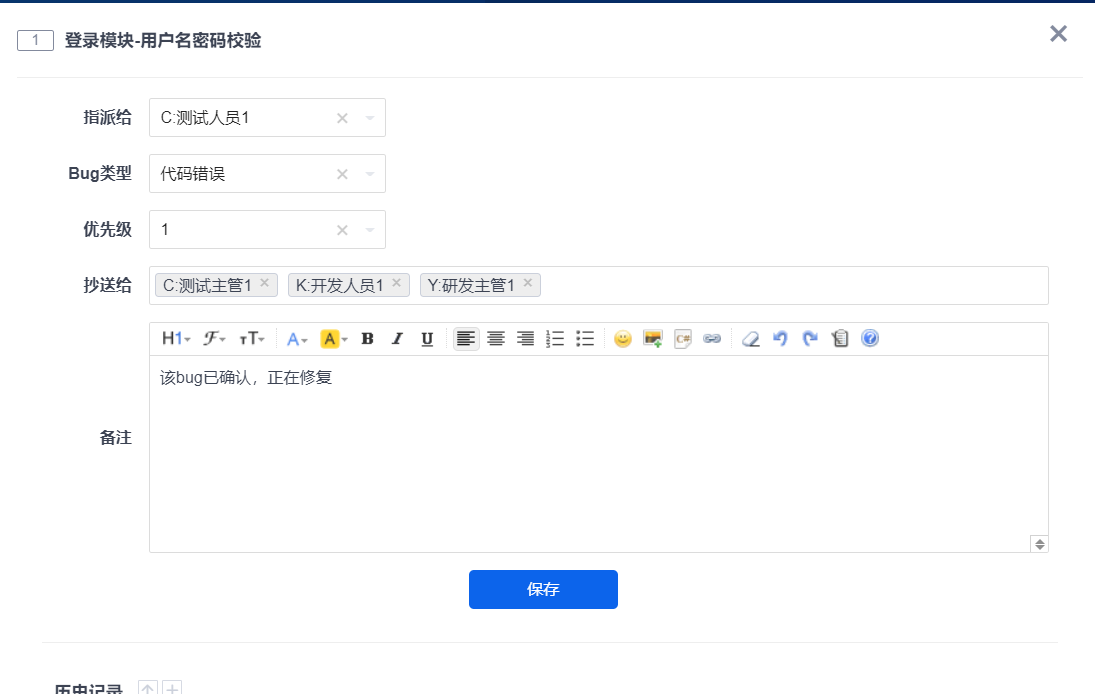 1 登录模块-用户名密码校验
指派给 C:测试人员1
Bug类型 代码错误
优先级 1
抄送给 C:测试主管1 K:开发人员1 Y:研发主管1
H1 F TT A A B I U C#
该bug已确认，正在修复
备注
保存
历史记录